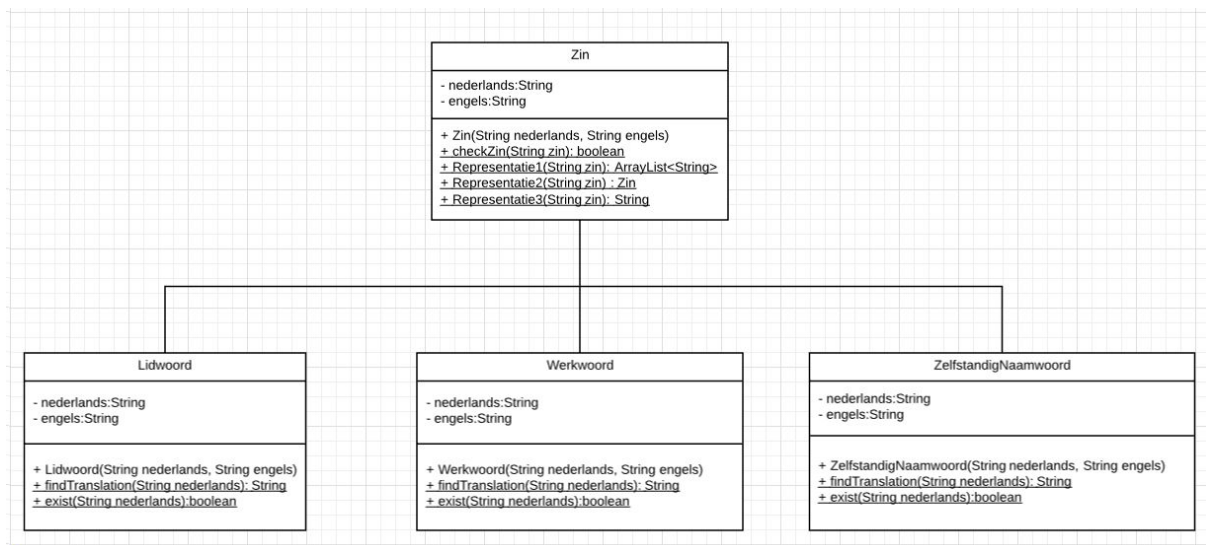 Zin
- nederlands:String
- engels:String
+ Zin(String nederlands, String engels)
+ checkZin(String zin): boolean
+ Representatie1(String zin): ArrayList<String>
+ Representatie2(String zin) : Zin
+ Representatie3(String zin): String
Lidwoord
- nederlands:String
- engels:String
+ Lidwoord(String nederlands, String engels)
+ findTranslation(String nederlands): String
+ exist(String nederlands):boolean
Werkwoord
- nederlands:String
- engels:String
+ Werkwoord(String nederlands, String engels)
+ findTranslation(String nederlands): String
+ exist(String nederlands):boolean
ZelfstandigNaamwoord
- nederlands:String
- engels:String
+ ZelfstandigNaamwoord(String nederlands, String engels)
+ findTranslation(String nederlands): String
+ exist(String nederlands):boolean